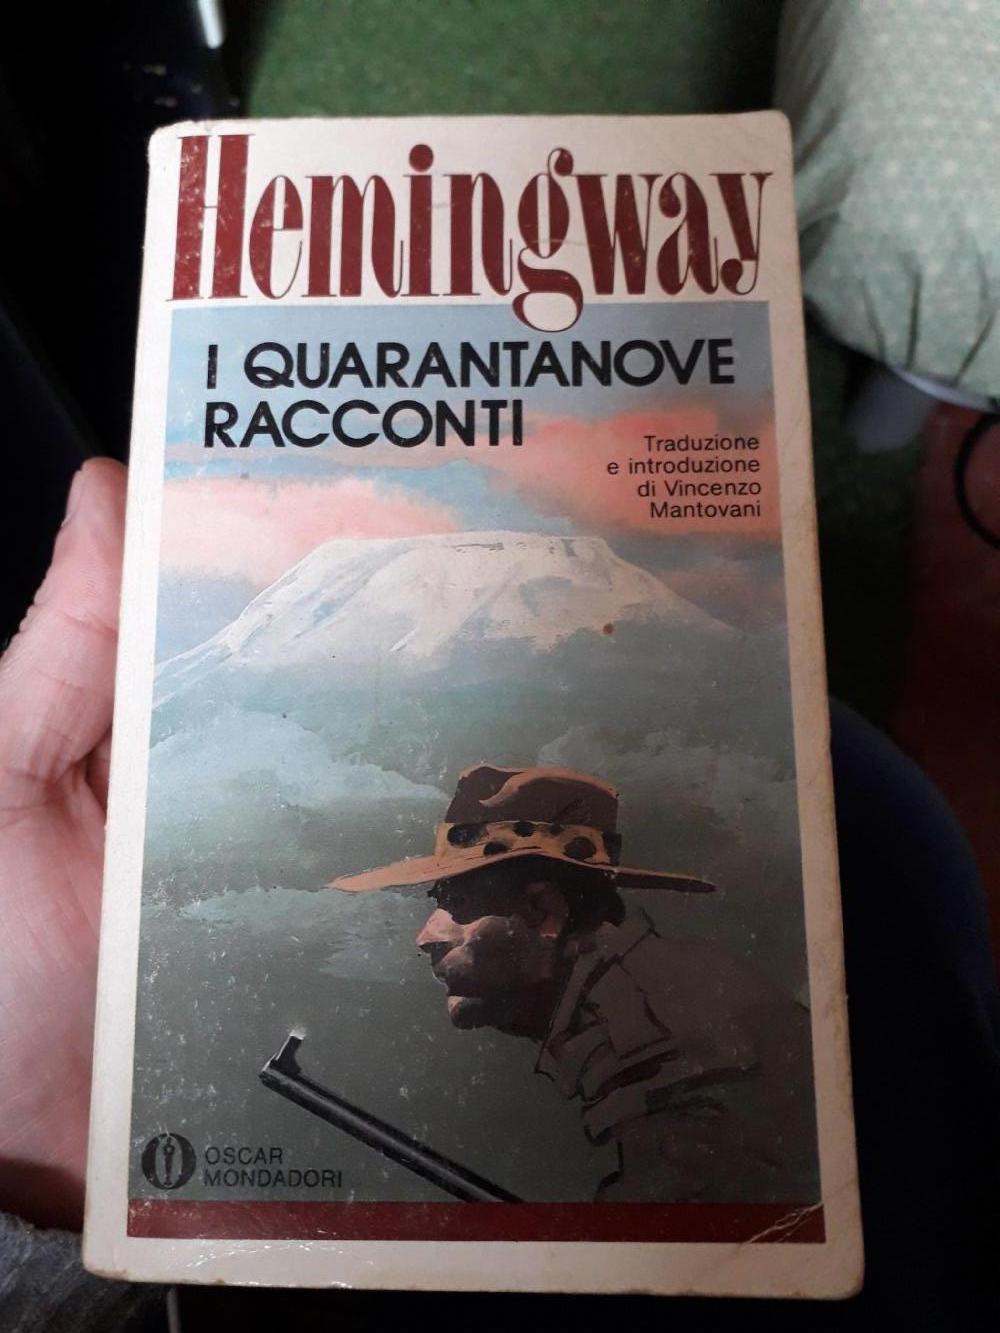 Hemingway
I QUARANTANOVE
RACCONTI
Traduzione
e introduzione
di Vincenzo
Mantovani
OSCAR
MONDADORI